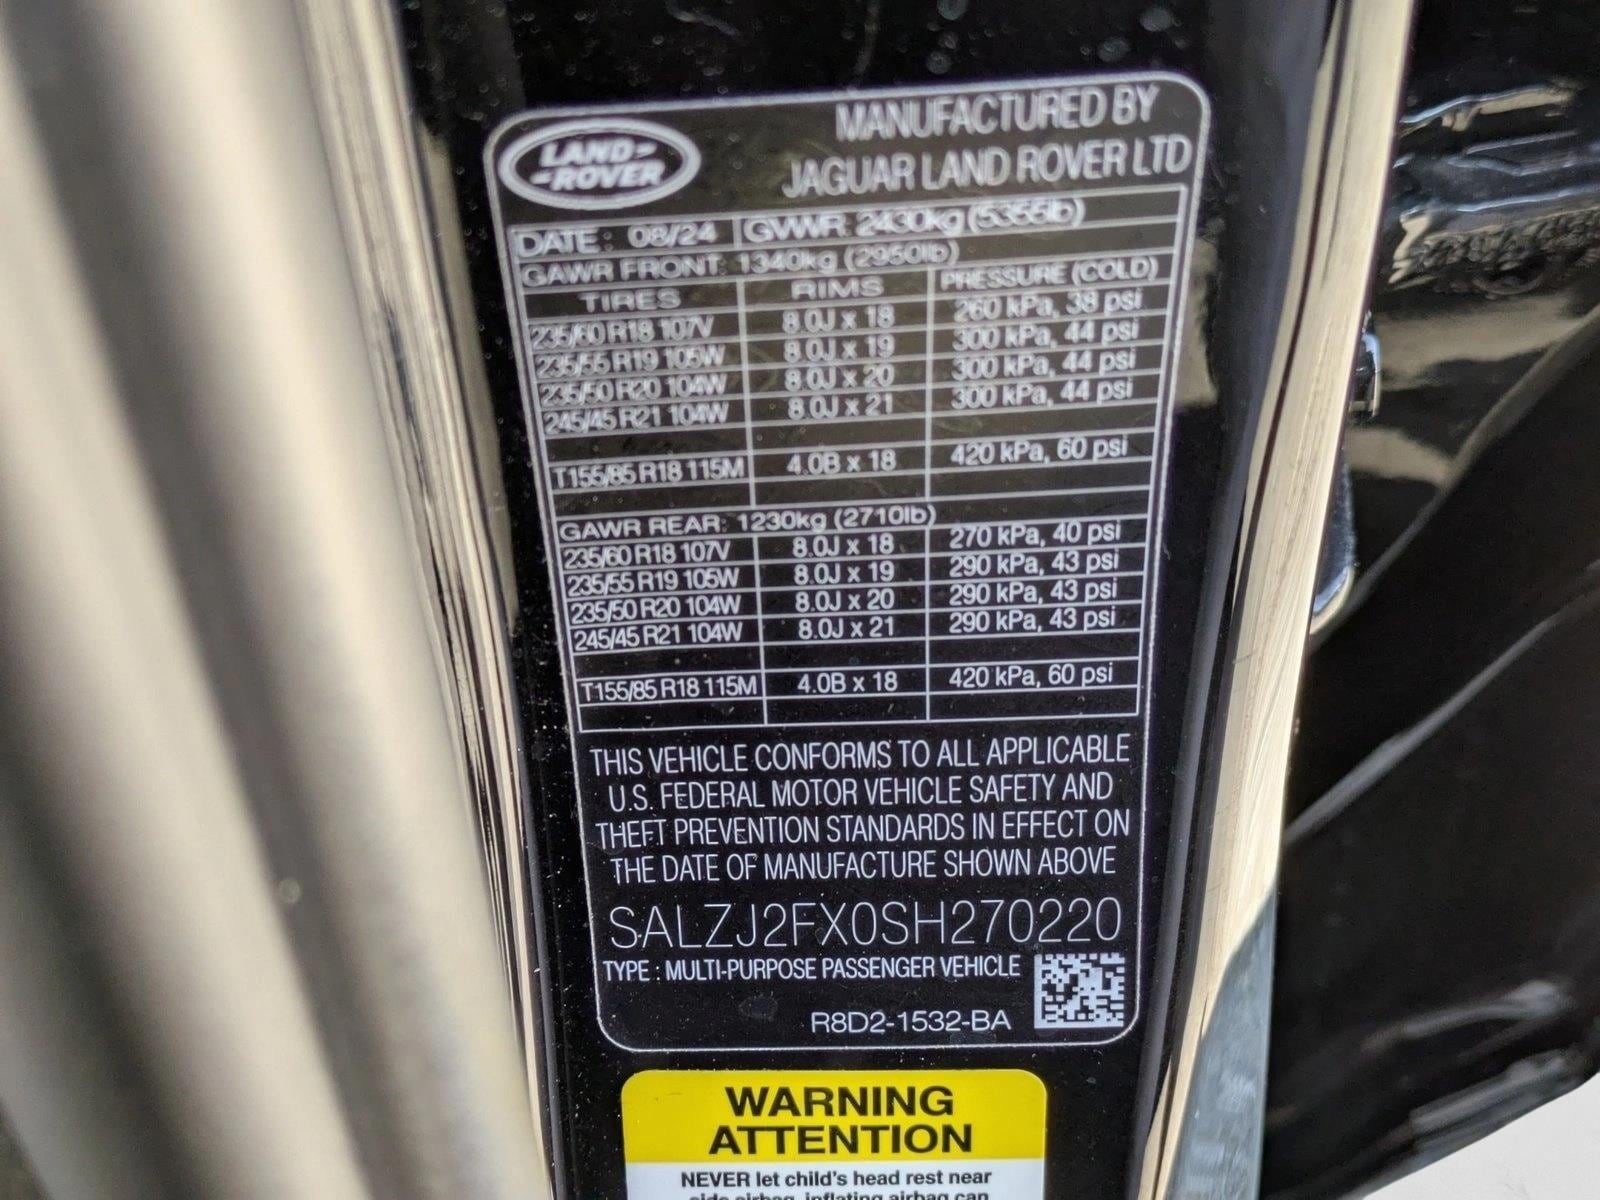 LAND-
-ROVER
MANUFACTURED BY
JAGUAR LAND ROVER LTD
DATE: 08/24 GVWR: 2430kg (5355lb)
GAWR FRONT: 1340kg (2950lb)
TIRES RIMS PRESSURE (COLD)
235/60 R18 107V 8.0J x 18 260 kPa, 38 psi
235/55 R19 105W 8.0J x 19 300 kPa, 44 psi
235/50 R20 104W 8.0J x 20 300 kPa, 44 psi
245/45 R21 104W 8.0J x 21 300 kPa, 44 psi
T155/85 R18 115M 4.0B x 18 420 kPa, 60 psi
GAWR REAR: 1230kg (2710lb)
235/60 R18 107V 8.0J x 18 270 kPa, 40 psi
235/55 R19 105W 8.0J x 19 290 kPa, 43 psi
235/50 R20 104W 8.0J x 20 290 kPa, 43 psi
245/45 R21 104W 8.0J x 21 290 kPa, 43 psi
T155/85 R18 115M 4.0B x 18 420 kPa, 60 psi
THIS VEHICLE CONFORMS TO ALL APPLICABLE
U.S. FEDERAL MOTOR VEHICLE SAFETY AND
THEFT PREVENTION STANDARDS IN EFFECT ON
THE DATE OF MANUFACTURE SHOWN ABOVE
SALZJ2FX0SH270220
TYPE : MULTI-PURPOSE PASSENGER VEHICLE
R8D2-1532-BA
WARNING
ATTENTION
NEVER let child's head rest near
side airbag, inflating airbag can